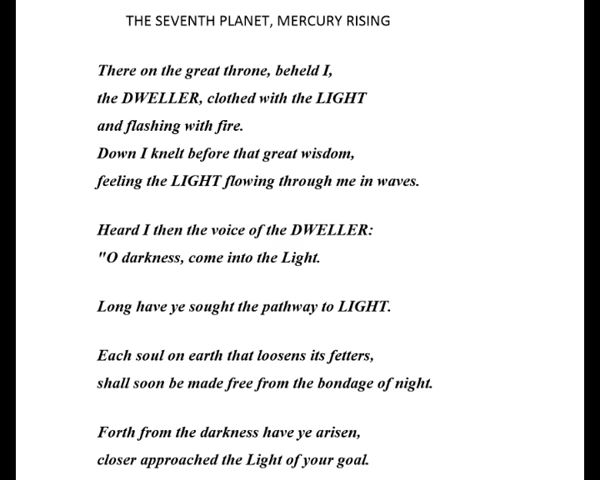 THE SEVENTH PLANET, MERCURY RISING
There on the great throne, beheld I,
the DWELLER, clothed with the LIGHT
and flashing with fire.
Down I knelt before that great wisdom,
feeling the LIGHT flowing through me in waves.
Heard I then the voice of the DWELLER:
"O darkness, come into the Light.
Long have ye sought the pathway to LIGHT.
Each soul on earth that loosens its fetters,
shall soon be made free from the bondage of night.
Forth from the darkness have ye arisen,
closer approached the Light of your goal.